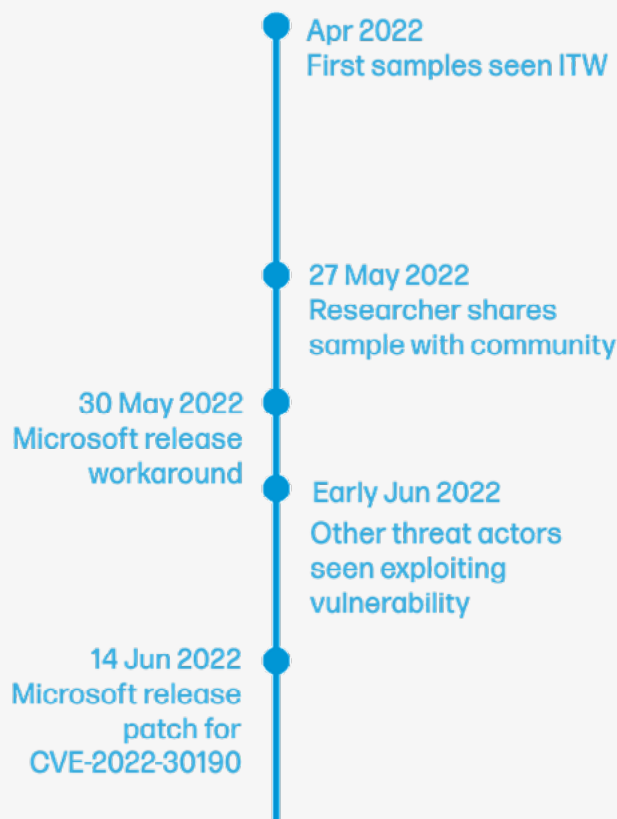 Apr 2022
First samples seen ITW
27 May 2022
Researcher shares
sample with community
30 May 2022
Microsoft release
workaround
Early Jun 2022
Other threat actors
seen exploiting
vulnerability
14 Jun 2022
Microsoft release
patch for
CVE-2022-30190